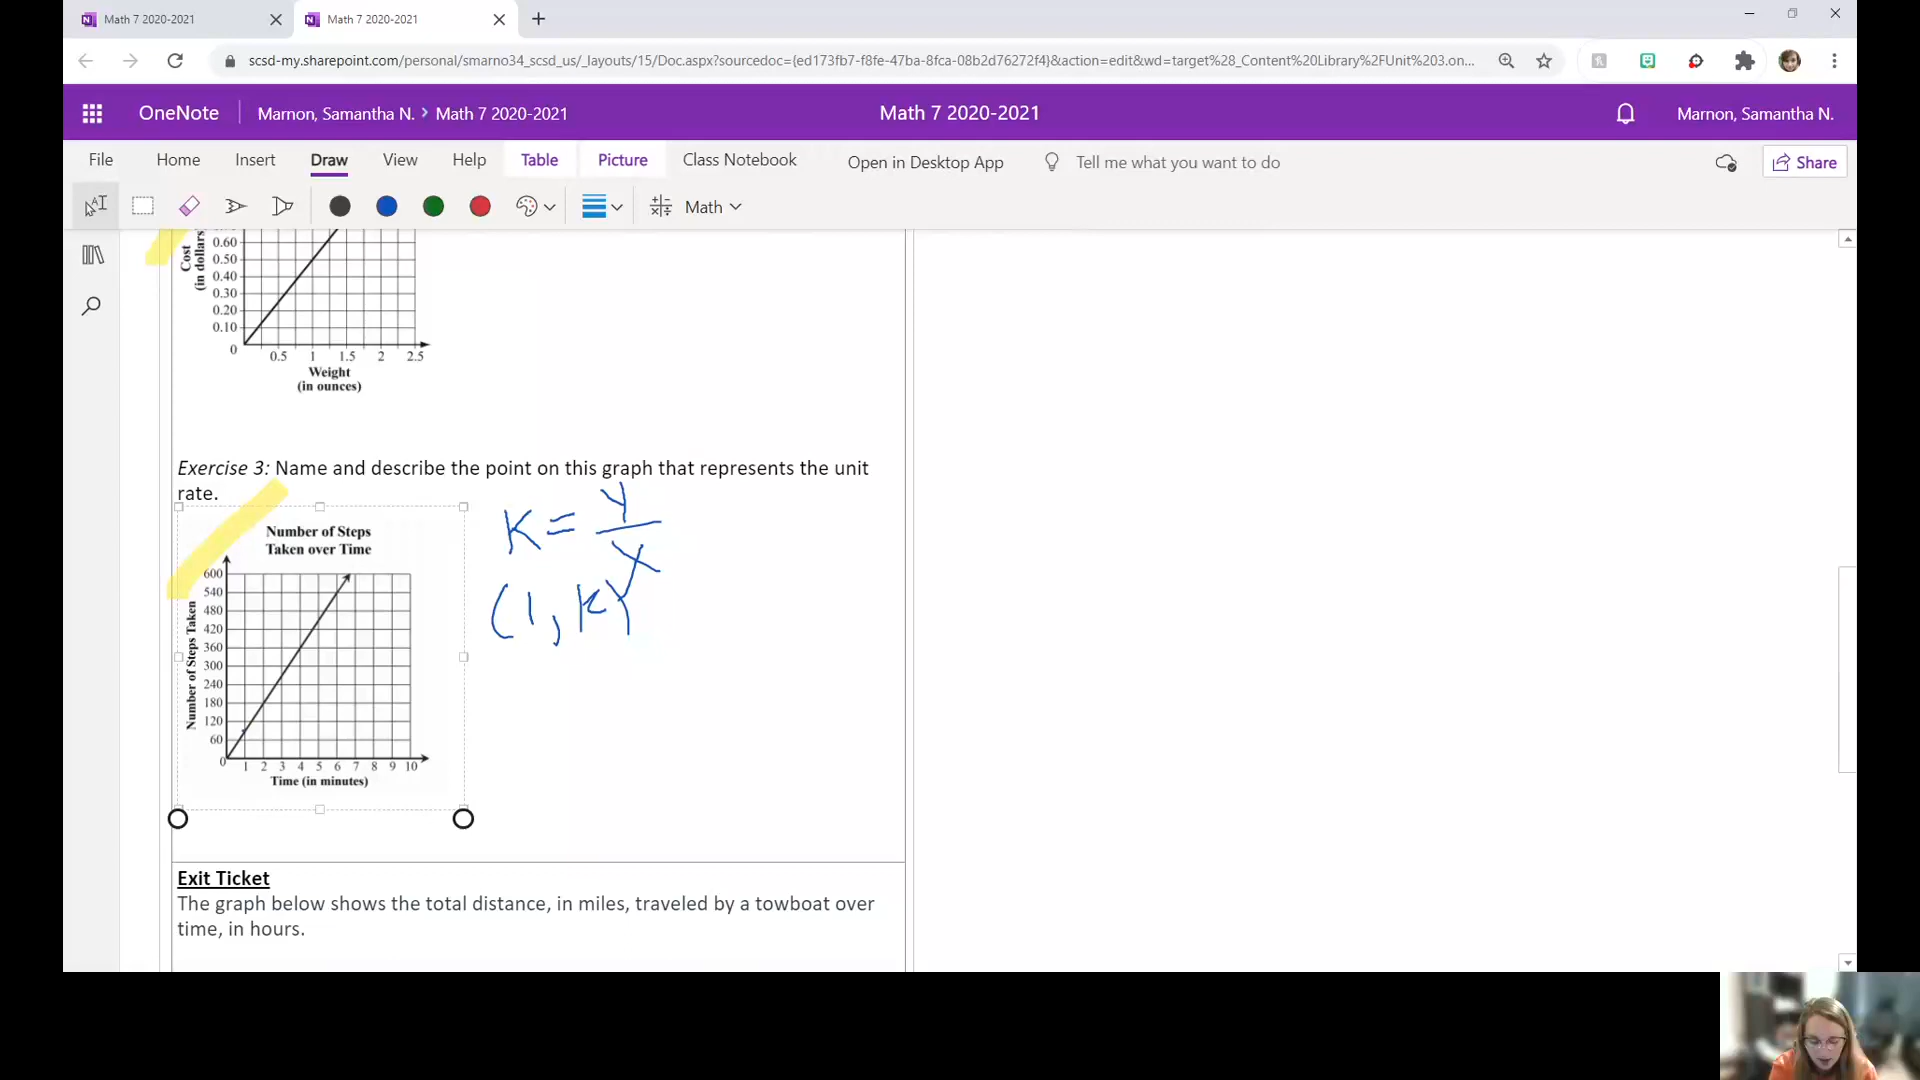 Math 7 2020-2021
Math 7 2020-2021
scsd-my.sharepoint.com/personal/smarno34_scsd_us/_layouts/15/Doc.aspx?sourcedoc={ed173fb7-f8fe-47ba-8fca-08b2d76272f4}&action=edit&wd=target%28_Content%20Library%2FUnit%203.on...
OneNote
Marnon, Samantha N. > Math 7 2020-2021
Math 7 2020-2021
Marnon, Samantha N.
File Home Insert Draw View Help Table Picture Class Notebook Open in Desktop App Tell me what you want to do Share
Math
Cost
(in dollars)
0.60
0.50
0.40
0.30
0.20
0.10
0
0.5 1 1.5 2 2.5
Weight
(in ounces)
Exercise 3: Name and describe the point on this graph that represents the unit
rate.
K = Y
X
(1, K)
Number of Steps
Taken over Time
Number of Steps Taken
600
540
480
420
360
300
240
180
120
60
0
1 2 3 4 5 6 7 8 9 10
Time (in minutes)
Exit Ticket
The graph below shows the total distance, in miles, traveled by a towboat over
time, in hours.